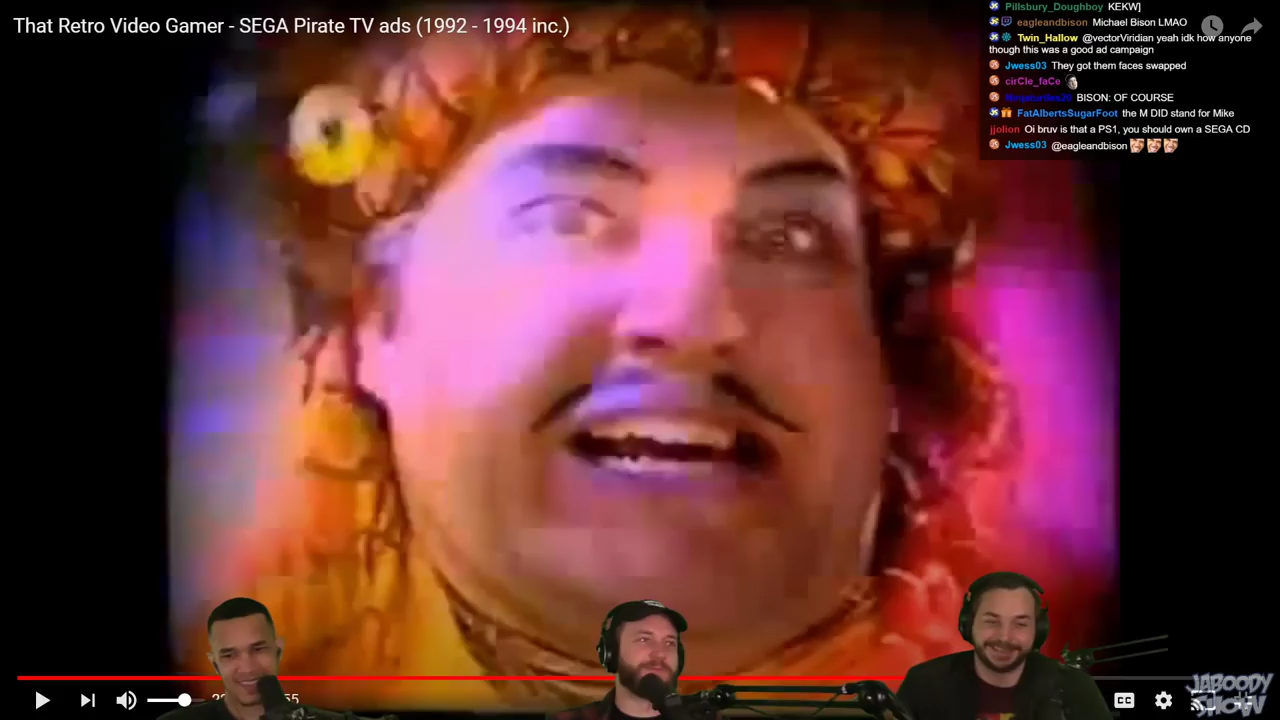 That Retro Video Gamer - SEGA Pirate TV ads (1992 - 1994 inc.)
Pillsbury_Doughboy KEKW]
eagleandbison Michael Bison LMAO
Twin_Hallow @vectorViridian yeah idk how anyone
though this was a good ad campaign
Jwess03 They got them faces swapped
cirCle_faCe
BISON: OF COURSE
FatAlbertsSugarFoot the M DID stand for Mike
jjolion Oi bruv is that a PS1, you should own a SEGA CD
Jwess03 @eagleandbison
CC
JABOODY
SHOW